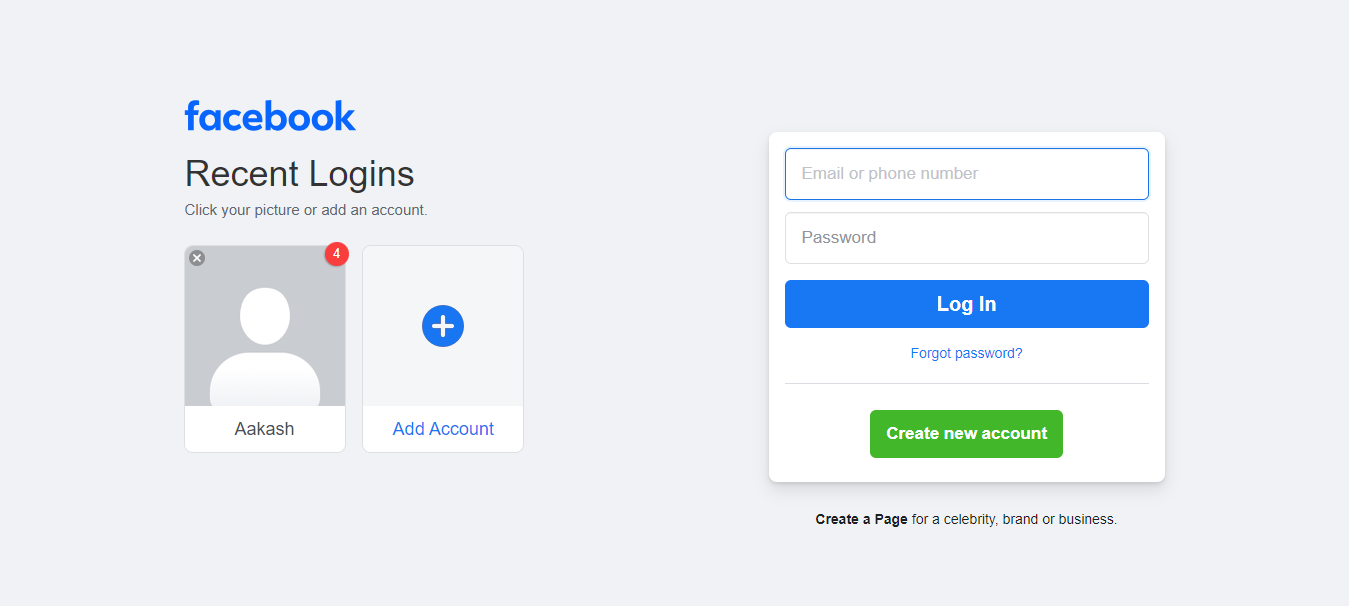 facebook
Recent Logins
Click your picture or add an account.
4
Aakash
Add Account
Email or phone number
Password
Log In
Forgot password?
Create new account
Create a Page for a celebrity, brand or business.